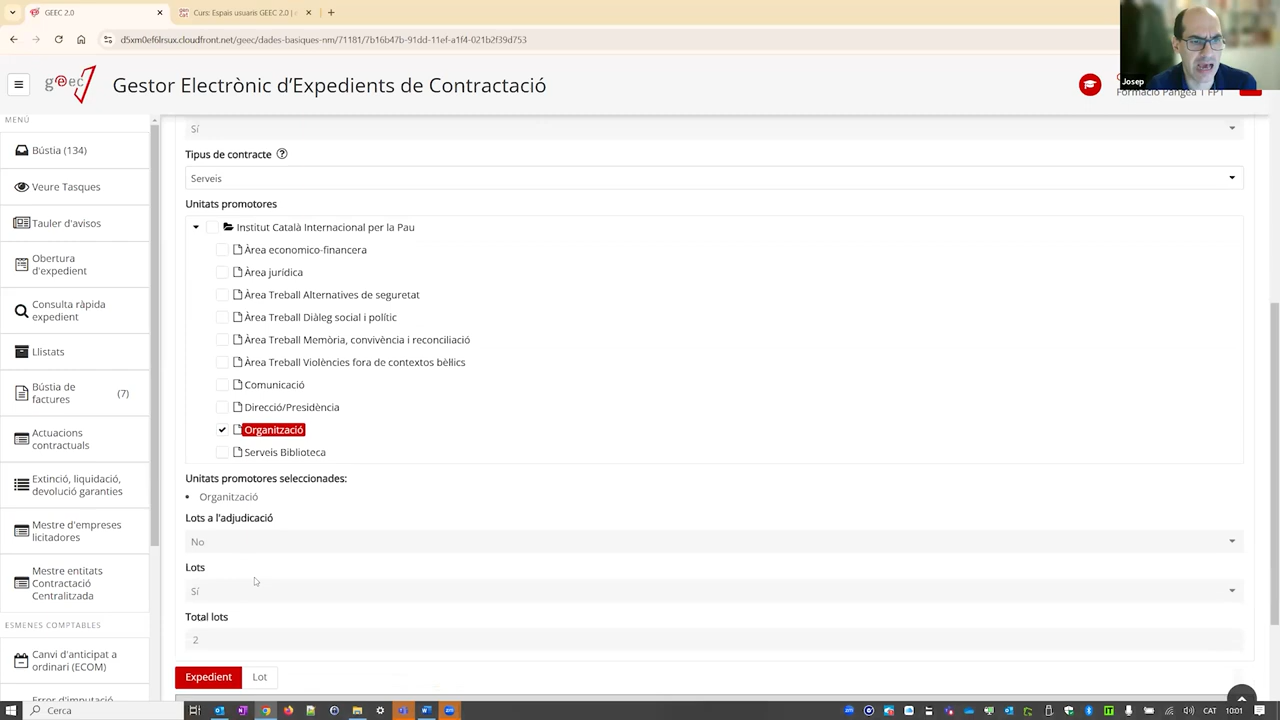 GEEC 2.0
Curs: Espais usuaris GEEC 2.0 |
d5xm0ef6lrsux.cloudfront.net/geec/dades-basiques-nm/71181/7b16b47b-91dd-11ef-a1f4-021b2f39d753
Josep
geec
Gestor Electrònic d'Expedients de Contractació
Formació Pangea 1 FPT
MENÚ
Bústia (134)
Veure Tasques
Tauler d'avisos
Obertura
d'expedient
Consulta ràpida
expedient
Llistats
Bústia de
factures
(7)
Actuacions
contractuals
Extinció, liquidació,
devolució garanties
Mestre d'empreses
licitadores
Mestre entitats
Contractació
Centralitzada
ESMENES COMPTABLES
Canvi d'anticipat a
ordinari (ECOM)
Error d'imputació
Sí
Tipus de contracte
Serveis
Unitats promotores
Institut Català Internacional per la Pau
Àrea economico-financera
Àrea jurídica
Àrea Treball Alternatives de seguretat
Àrea Treball Diàleg social i polític
Àrea Treball Memòria, convivència i reconciliació
Àrea Treball Violències fora de contextos bèl·lics
Comunicació
Direcció/Presidència
Organització
Serveis Biblioteca
Unitats promotores seleccionades:
Organització
Lots a l'adjudicació
No
Lots
Sí
Total lots
2
Expedient
Lot
Cerca
CAT
10:01